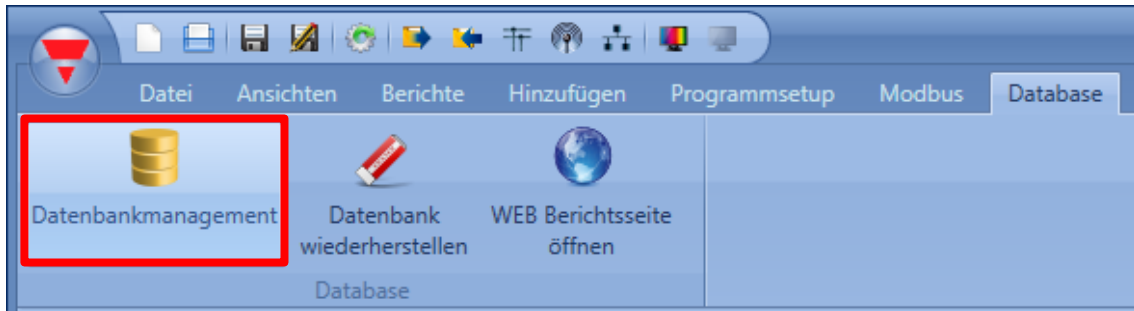 Datei Ansichten Berichte Hinzufügen Programmsetup Modbus Database
Datenbankmanagement
Datenbank
wiederherstellen
WEB Berichtsseite
öffnen
Database